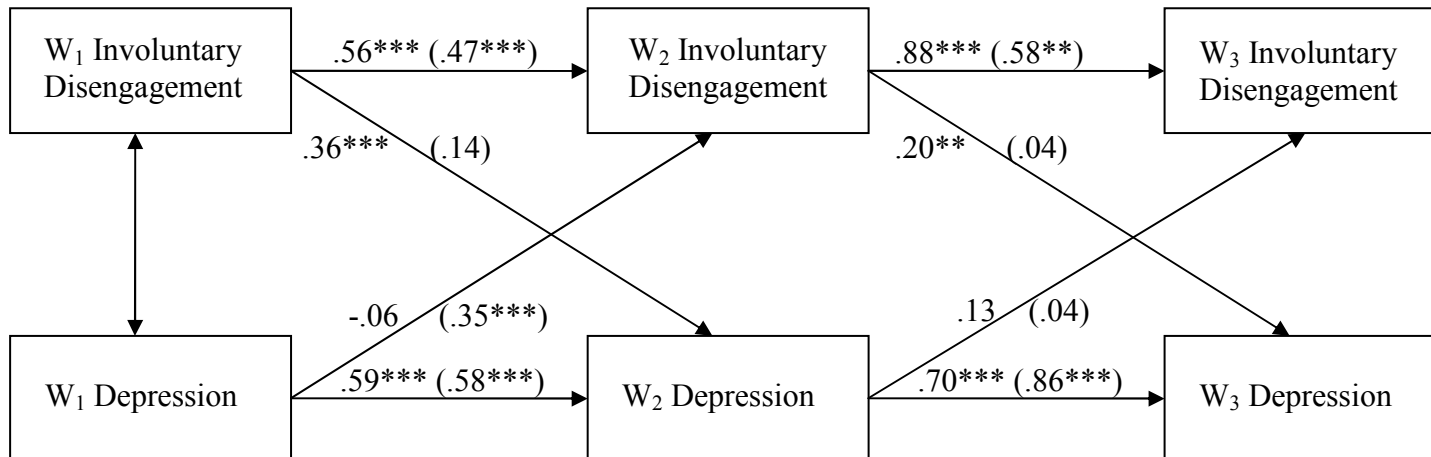 W₁ Involuntary
Disengagement
.56*** (.47***)
W₂ Involuntary
Disengagement
.88*** (.58**)
W₃ Involuntary
Disengagement
.36*** (.14)
.20** (.04)
-.06 (.35***)
.13 (.04)
W₁ Depression
.59*** (.58***)
W₂ Depression
.70*** (.86***)
W₃ Depression